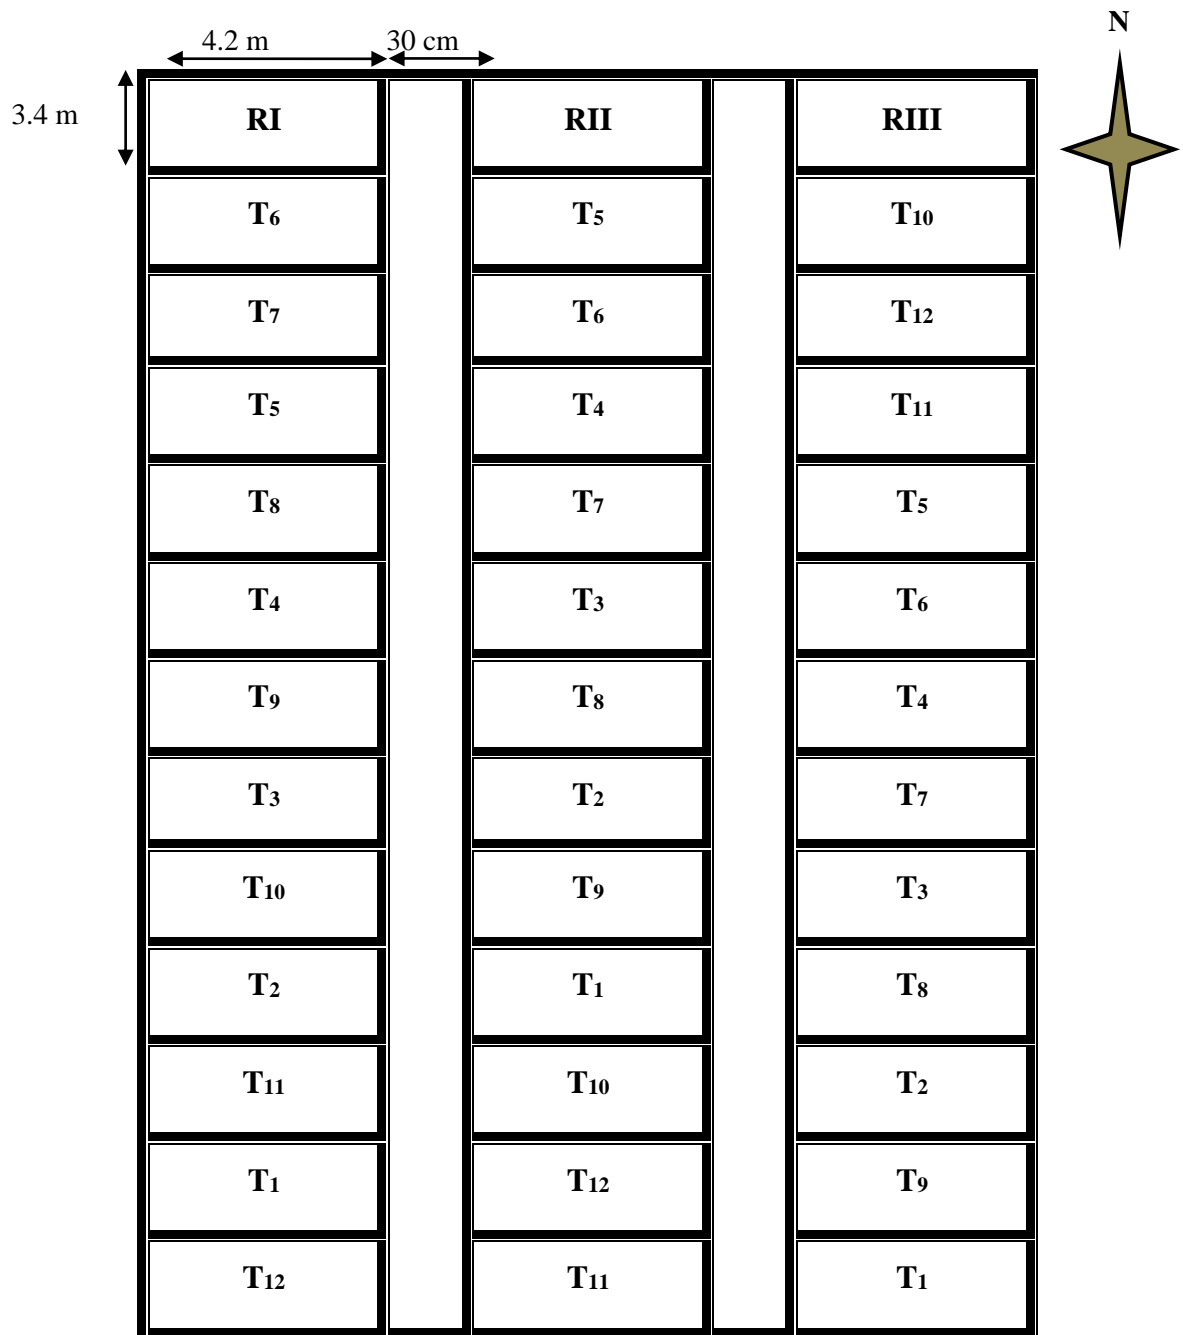 N
4.2 m 30 cm
3.4 m
RI RII RIII
T6 T5 T10
T7 T6 T12
T5 T4 T11
T8 T7 T5
T4 T3 T6
T9 T8 T4
T3 T2 T7
T10 T9 T3
T2 T1 T8
T11 T10 T2
T1 T12 T9
T12 T11 T1